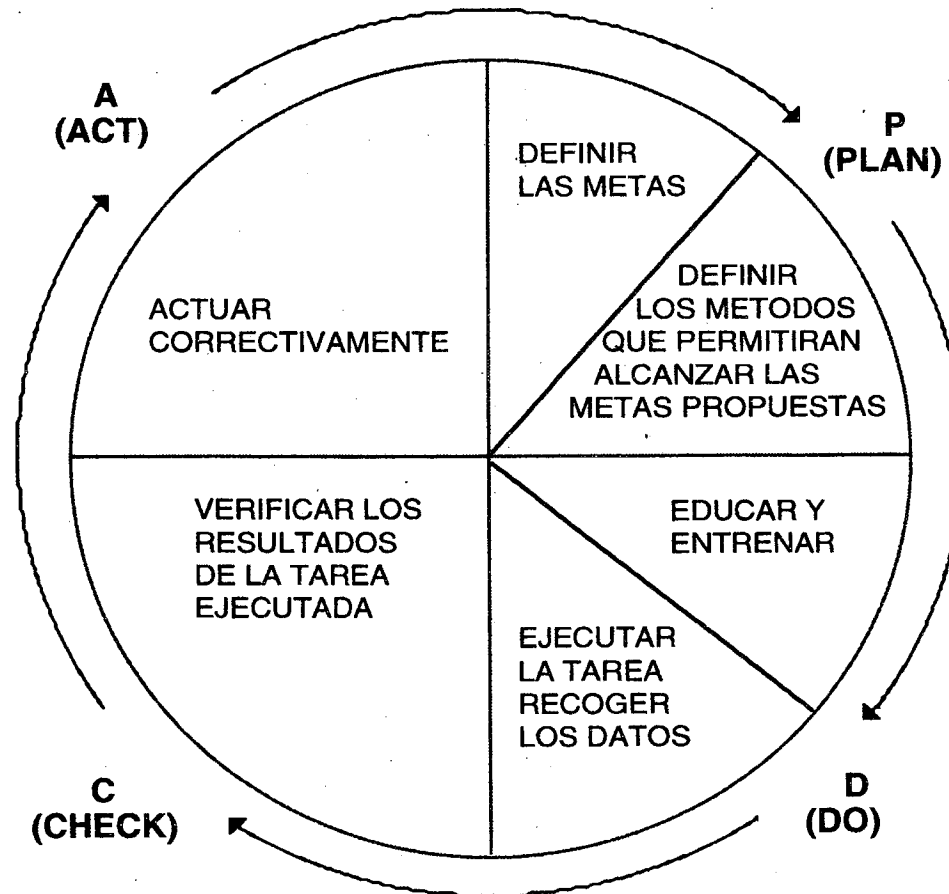 A
(ACT)
P
(PLAN)
DEFINIR
LAS METAS
DEFINIR
LOS METODOS
QUE PERMITIRAN
ALCANZAR LAS
METAS PROPUESTAS
ACTUAR
CORRECTIVAMENTE
VERIFICAR LOS
RESULTADOS
DE LA TAREA
EJECUTADA
EDUCAR Y
ENTRENAR
EJECUTAR
LA TAREA
RECOGER
LOS DATOS
C
(CHECK)
D
(DO)